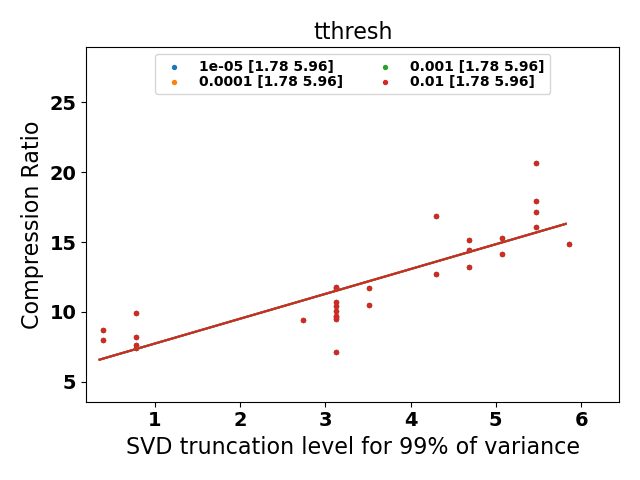 tthresh
1e-05 [1.78 5.96]
0.0001 [1.78 5.96]
0.001 [1.78 5.96]
0.01 [1.78 5.96]
Compression Ratio
25
20
15
10
5
1 2 3 4 5 6
SVD truncation level for 99% of variance